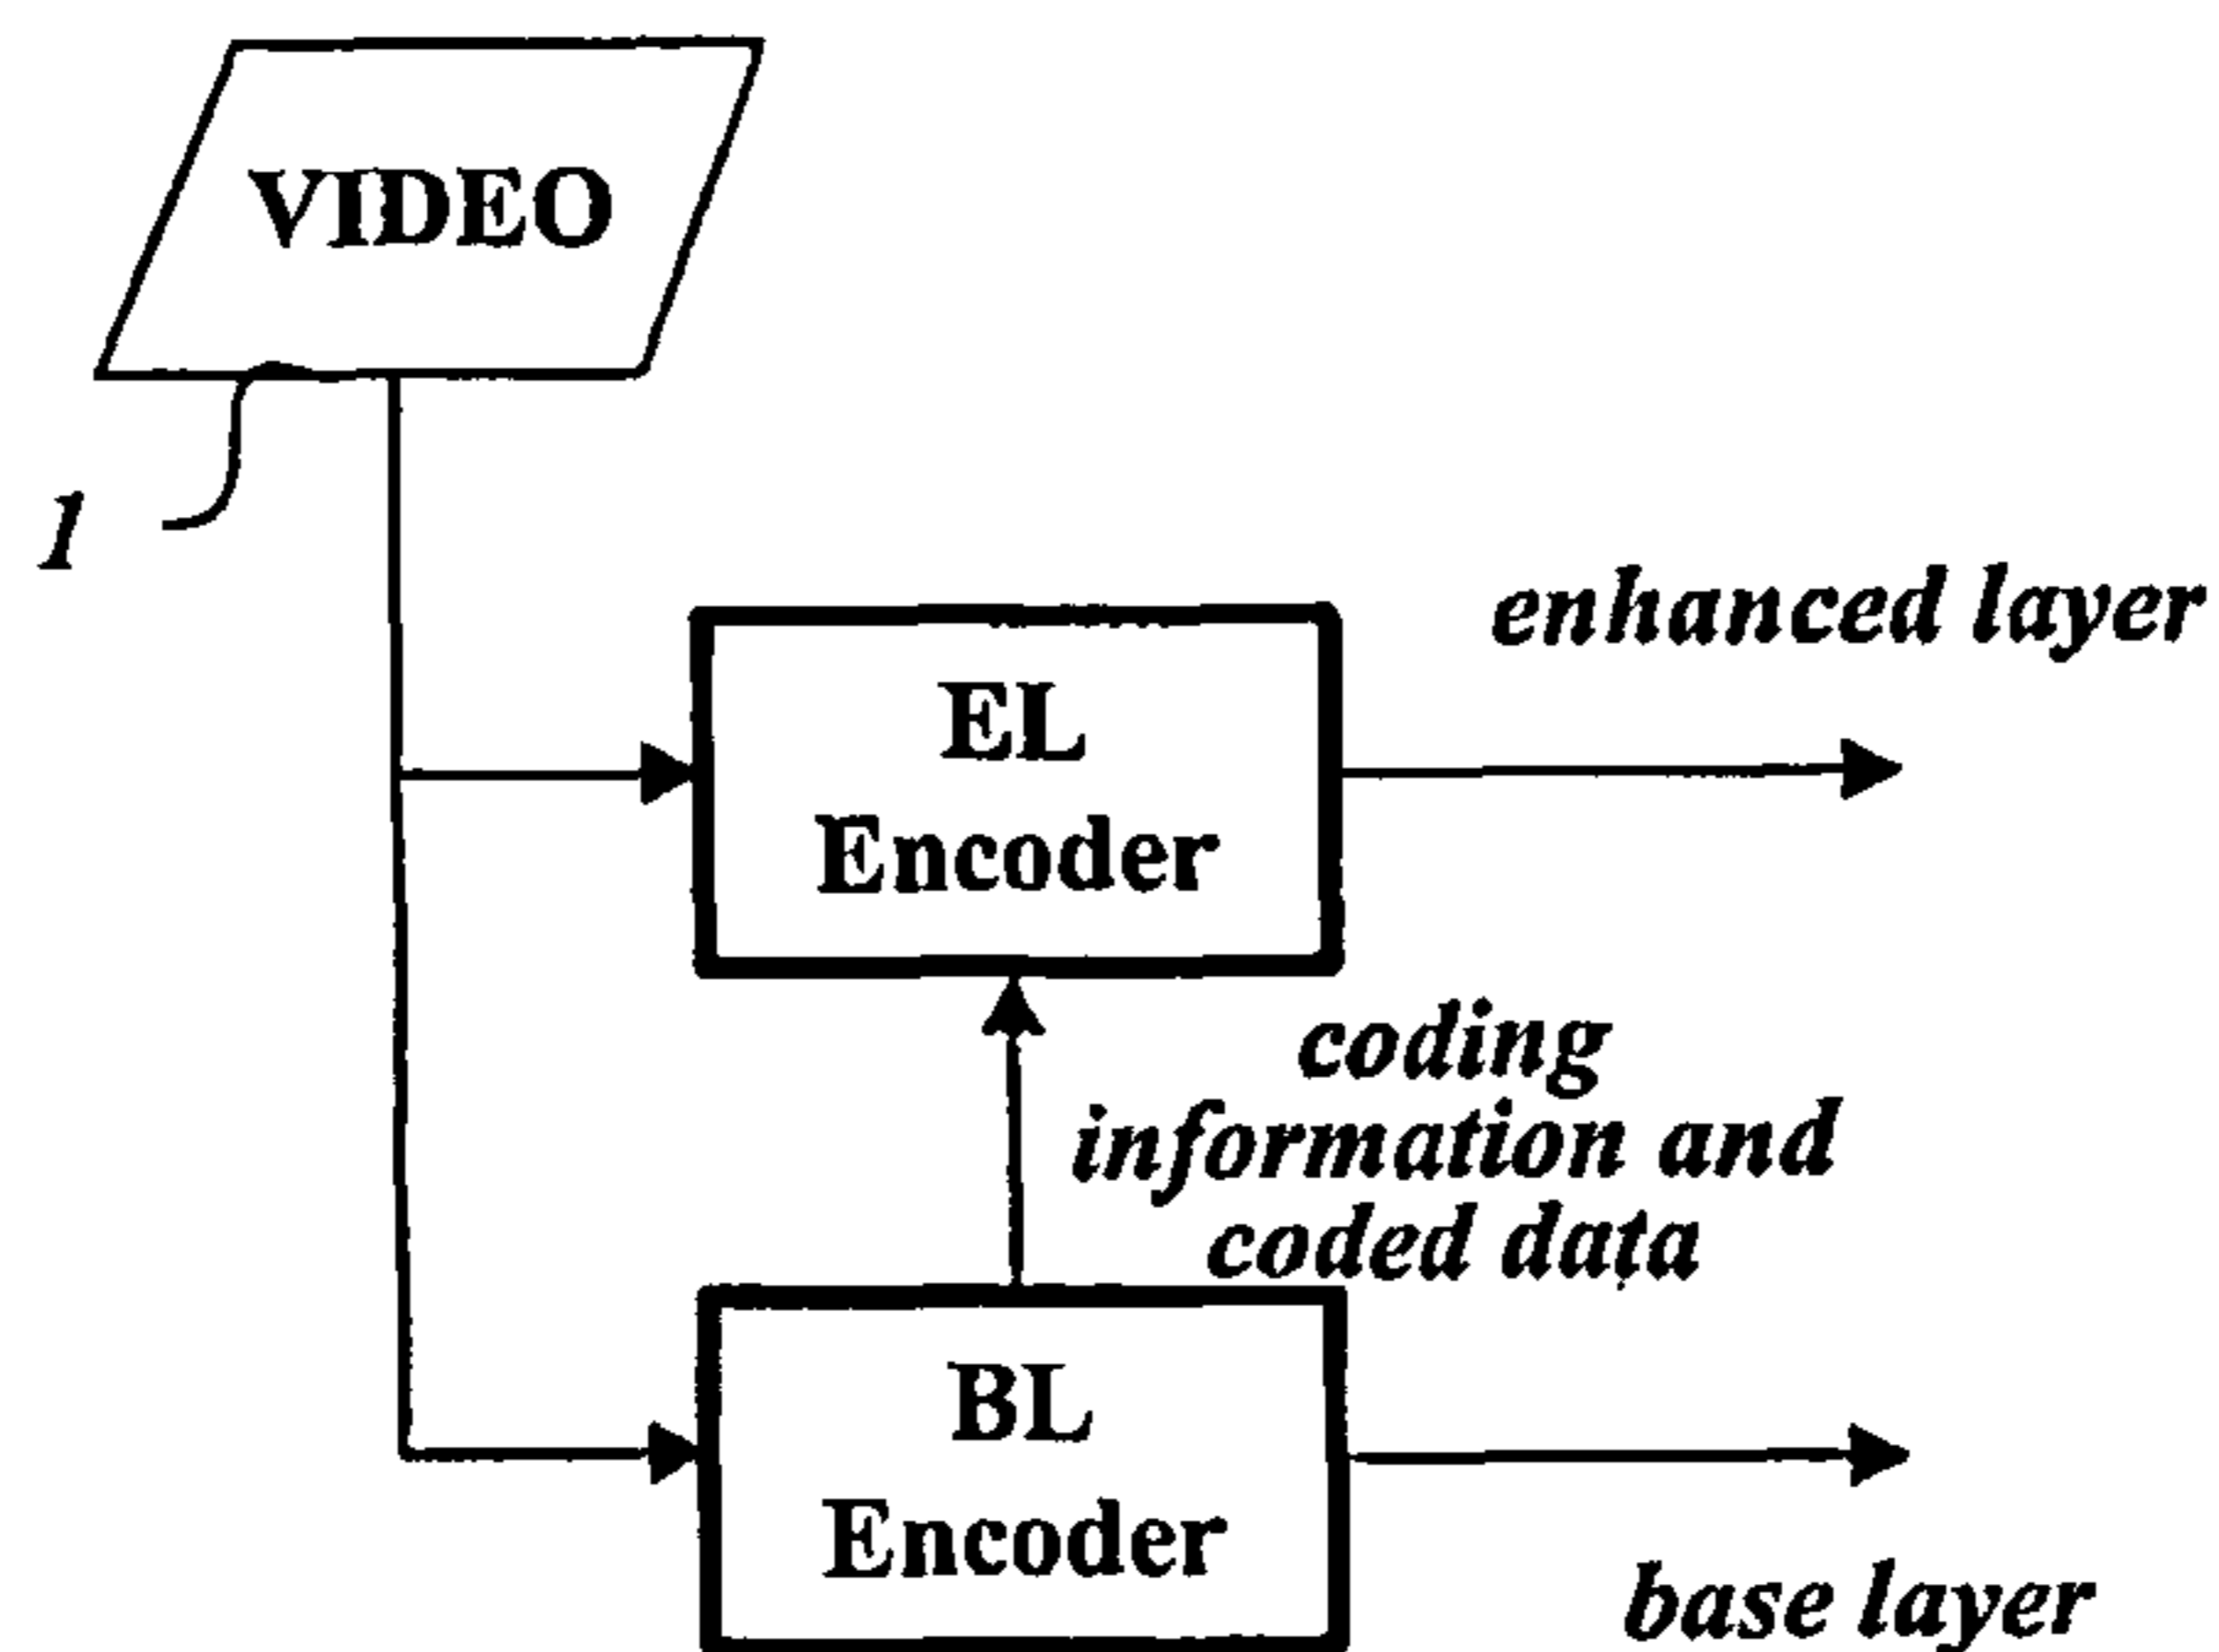 VIDEO
1
enhanced layer
EL
Encoder
coding
information and
coded data
BL
Encoder
base layer